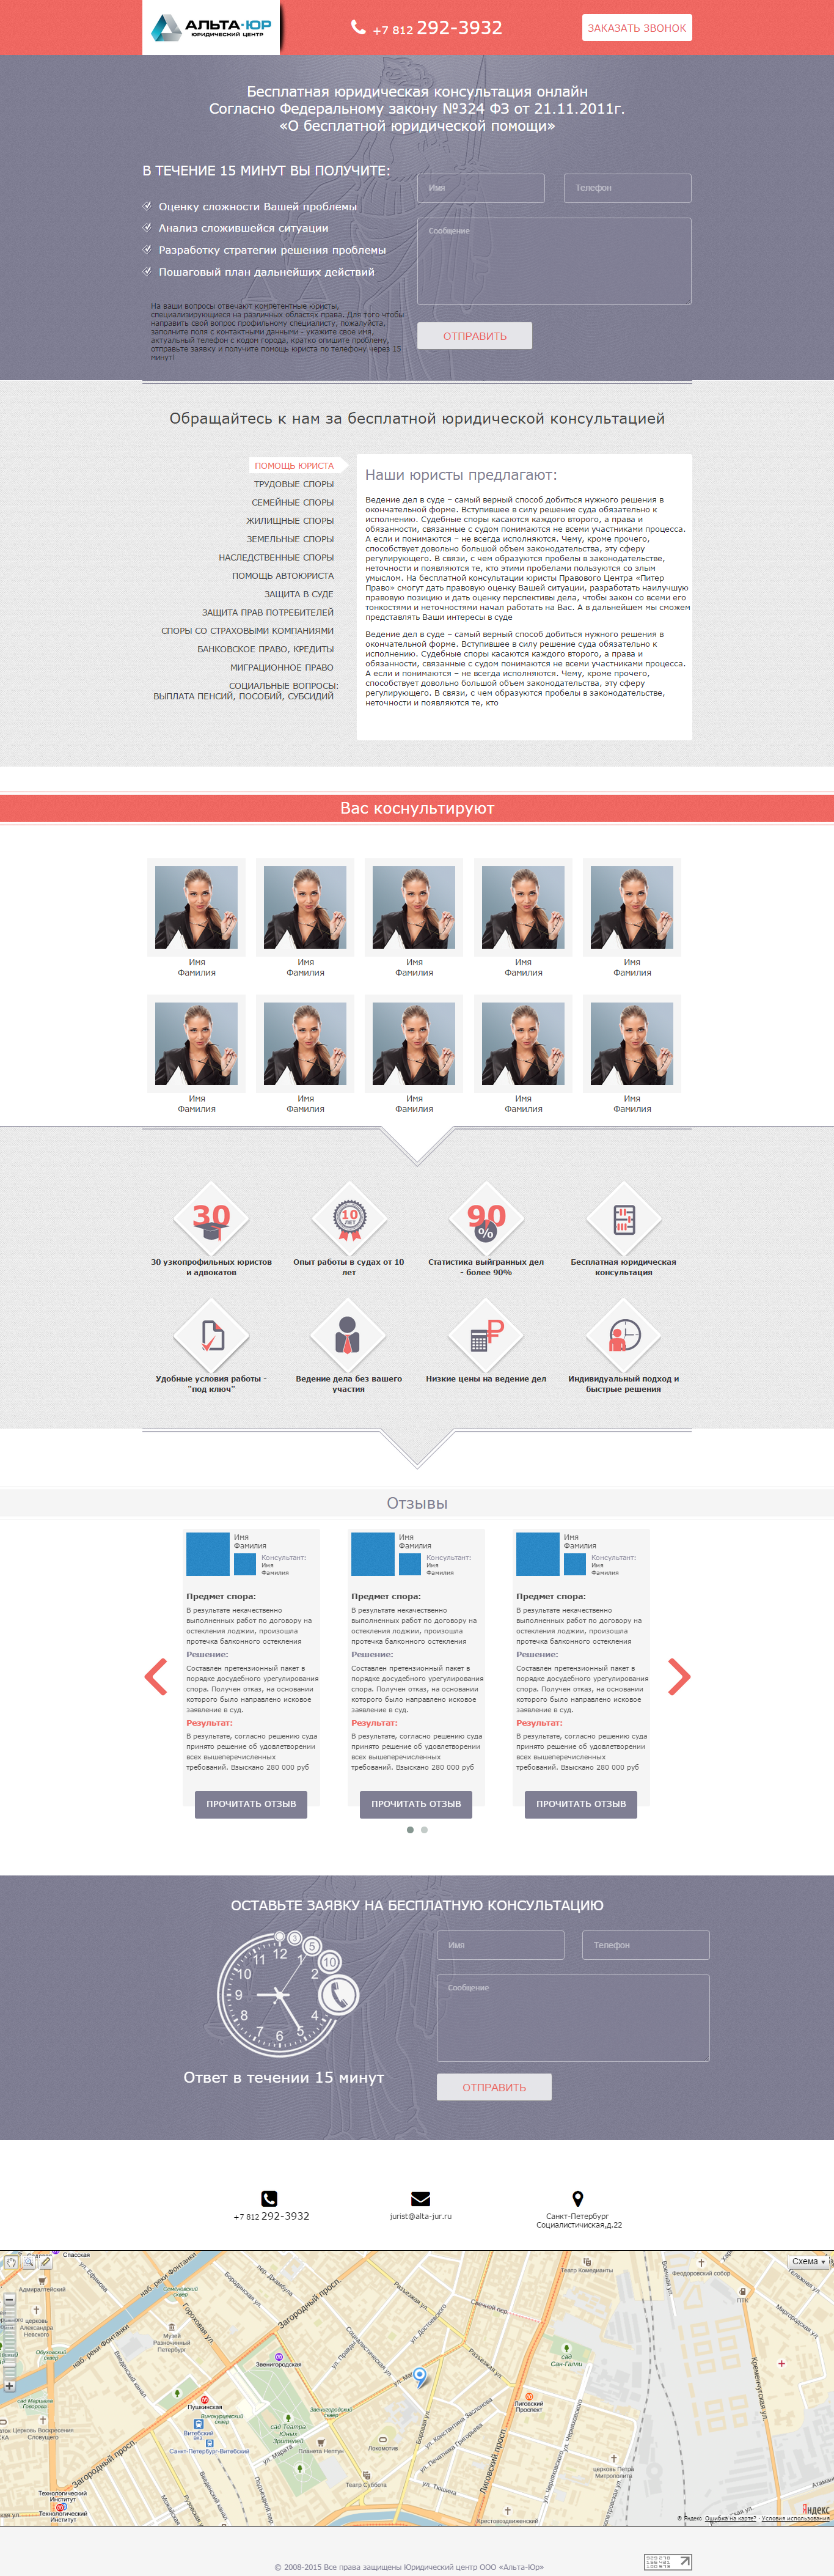 АЛЬТА-ЮР
ЮРИДИЧЕСКИЙ ЦЕНТР
+7 812 292-3932
ЗАКАЗАТЬ ЗВОНОК
Бесплатная юридическая консультация онлайн
Согласно Федеральному закону №324 ФЗ от 21.11.2011г.
«О бесплатной юридической помощи»
В ТЕЧЕНИЕ 15 МИНУТ ВЫ ПОЛУЧИТЕ:
Оценку сложности Вашей проблемы
Анализ сложившейся ситуации
Разработку стратегии решения проблемы
Пошаговый план дальнейших действий
На ваши вопросы отвечают компетентные юристы,
специализирующиеся на различных областях права. Для того чтобы
направить свой вопрос профильному специалисту, пожалуйста,
заполните поля с контактными данными - укажите свое имя,
актуальный телефон с кодом города, кратко опишите проблему,
отправьте заявку и получите помощь юриста по телефону через 15
минут!
Имя
Телефон
Сообщение
ОТПРАВИТЬ
Обращайтесь к нам за бесплатной юридической консультацией
ПОМОЩЬ ЮРИСТА
ТРУДОВЫЕ СПОРЫ
СЕМЕЙНЫЕ СПОРЫ
ЖИЛИЩНЫЕ СПОРЫ
ЗЕМЕЛЬНЫЕ СПОРЫ
НАСЛЕДСТВЕННЫЕ СПОРЫ
ПОМОЩЬ АВТОЮРИСТА
ЗАЩИТА В СУДЕ
ЗАЩИТА ПРАВ ПОТРЕБИТЕЛЕЙ
СПОРЫ СО СТРАХОВЫМИ КОМПАНИЯМИ
БАНКОВСКОЕ ПРАВО, КРЕДИТЫ
МИГРАЦИОННОЕ ПРАВО
СОЦИАЛЬНЫЕ ВОПРОСЫ:
ВЫПЛАТА ПЕНСИЙ, ПОСОБИЙ, СУБСИДИЙ
Наши юристы предлагают:
Ведение дел в суде – самый верный способ добиться нужного решения в
окончательной форме. Вступившее в силу решение суда обязательно к
исполнению. Судебные споры касаются каждого второго, а права и
обязанности, связанные с судом понимаются не всеми участниками процесса.
А если и понимаются – не всегда исполняются. Чему, кроме прочего,
способствует довольно большой объем законодательства, эту сферу
регулирующего. В связи, с чем образуются пробелы в законодательстве,
неточности и появляются те, кто этими пробелами пользуются со злым
умыслом. На бесплатной консультации юристы Правового Центра «Питер
Право» смогут дать правовую оценку Вашей ситуации, разработать наилучшую
правовую позицию и дать оценку перспективы дела, чтобы закон со всеми его
тонкостями и неточностями начал работать на Вас. А в дальнейшем мы сможем
представлять Ваши интересы в суде
Ведение дел в суде – самый верный способ добиться нужного решения в
окончательной форме. Вступившее в силу решение суда обязательно к
исполнению. Судебные споры касаются каждого второго, а права и
обязанности, связанные с судом понимаются не всеми участниками процесса.
А если и понимаются – не всегда исполняются. Чему, кроме прочего,
способствует довольно большой объем законодательства, эту сферу
регулирующего. В связи, с чем образуются пробелы в законодательстве,
неточности и появляются те, кто
Вас коснультируют
Имя Имя Имя Имя Имя
Фамилия Фамилия Фамилия Фамилия Фамилия
Имя Имя Имя Имя Имя
Фамилия Фамилия Фамилия Фамилия Фамилия
30
10
ЛЕТ
90
%
30 узкопрофильных юристов
и адвокатов
Опыт работы в судах от 10
лет
Статистика выйгранных дел
- более 90%
Бесплатная юридическая
консультация
Удобные условия работы -
"под ключ"
Ведение дела без вашего
участия
Низкие цены на ведение дел
Индивидуальный подход и
быстрые решения
Отзывы
Имя
Фамилия
Консультант:
Имя
Фамилия
Предмет спора:
В результате некачественно
выполненных работ по договору на
остекления лоджии, произошла
протечка балконного остекления
Решение:
Составлен претензионный пакет в
порядке досудебного урегулирования
спора. Получен отказ, на основании
которого было направлено исковое
заявление в суд.
Результат:
В результате, согласно решению суда
принято решение об удовлетворении
всех вышеперечисленных
требований. Взыскано 280 000 руб
ПРОЧИТАТЬ ОТЗЫВ
Имя
Фамилия
Консультант:
Имя
Фамилия
Предмет спора:
В результате некачественно
выполненных работ по договору на
остекления лоджии, произошла
протечка балконного остекления
Решение:
Составлен претензионный пакет в
порядке досудебного урегулирования
спора. Получен отказ, на основании
которого было направлено исковое
заявление в суд.
Результат:
В результате, согласно решению суда
принято решение об удовлетворении
всех вышеперечисленных
требований. Взыскано 280 000 руб
ПРОЧИТАТЬ ОТЗЫВ
Имя
Фамилия
Консультант:
Имя
Фамилия
Предмет спора:
В результате некачественно
выполненных работ по договору на
остекления лоджии, произошла
протечка балконного остекления
Решение:
Составлен претензионный пакет в
порядке досудебного урегулирования
спора. Получен отказ, на основании
которого было направлено исковое
заявление в суд.
Результат:
В результате, согласно решению суда
принято решение об удовлетворении
всех вышеперечисленных
требований. Взыскано 280 000 руб
ПРОЧИТАТЬ ОТЗЫВ
ОСТАВЬТЕ ЗАЯВКУ НА БЕСПЛАТНУЮ КОНСУЛЬТАЦИЮ
Ответ в течении 15 минут
Имя
Телефон
Сообщение
ОТПРАВИТЬ
+7 812 292-3932
jurist@alta-jur.ru
Санкт-Петербург
Социалистичиская,д.22
Схема
Спасская
Адмиралтейский
наб. реки Фонтанки
Загородный просп.
Звенигородская
Пушкинская
Витебский
Санкт-Петербург-Витебский
Лиговский
Проспект
Лиговский просп.
Технологический
Институт
Театр Суббота
Планета Нептун
Локомотив
Крестовоздвиженский
Феодоровский собор
Театр Комедианты
ПТК
Яндекс
© Яндекс Ошибка на карте? - Условия использования
© 2008-2015 Все права защищены Юридический центр ООО «Альта-Юр»